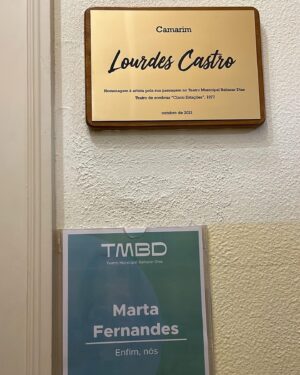 Camarim
Lourdes Castro
Homenagem à artista pela sua passagem no Teatro Municipal Baltazar Dias
Teatro de sombras "Cinco Estações", 1977
outubro de 2021
TMBD
Teatro Municipal Baltazar Dias
Marta
Fernandes
Enfim, nós